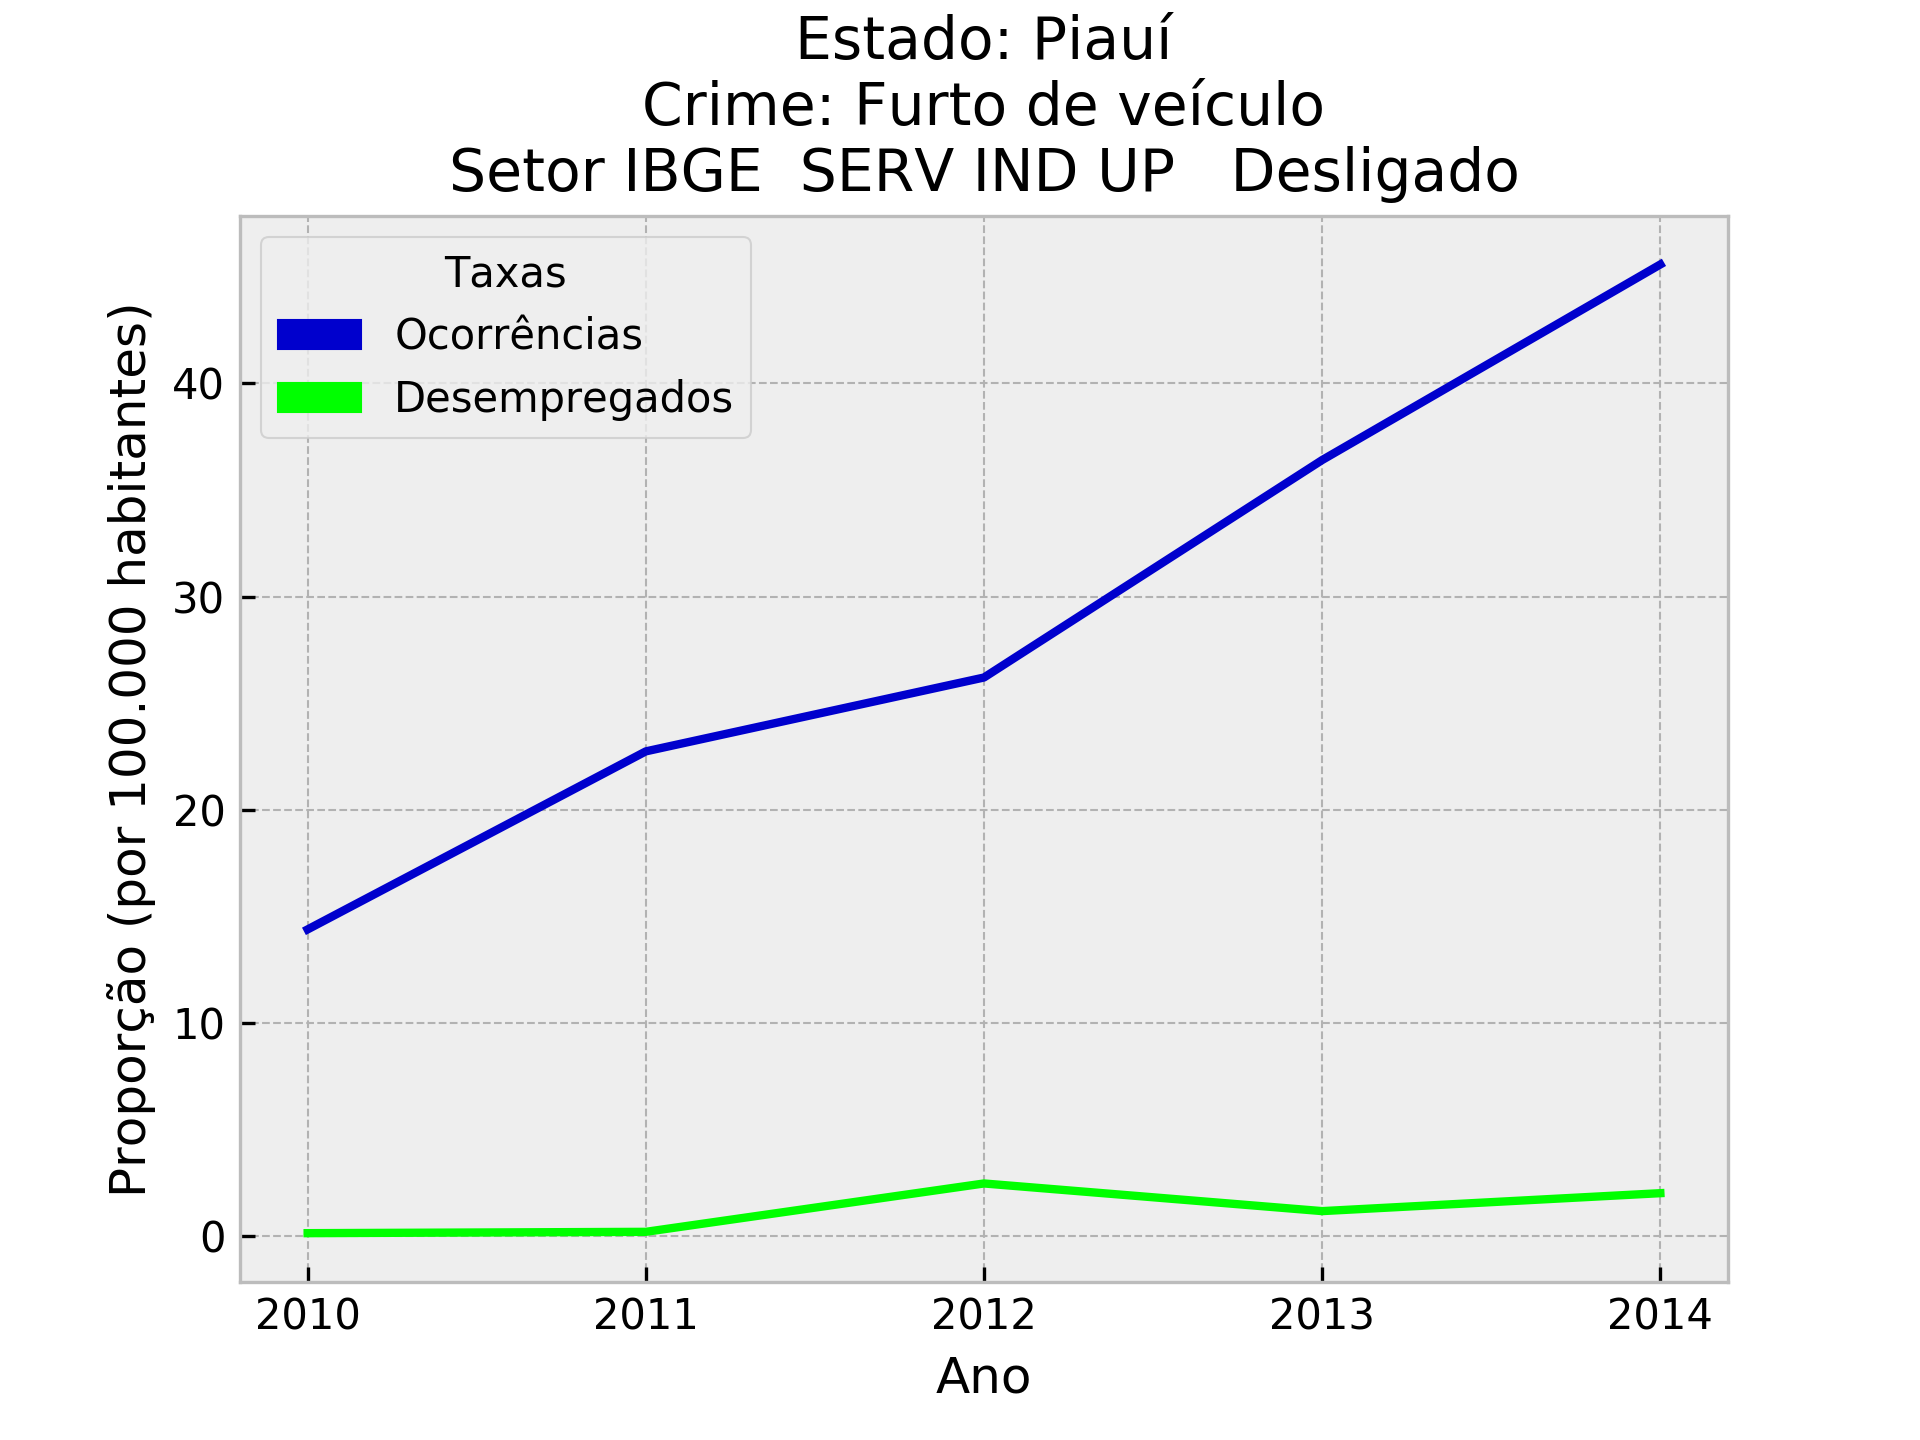 Estado: Piauí
Crime: Furto de veículo
Setor IBGE  SERV IND UP   Desligado
Taxas
Ocorrências
Desempregados
Proporção (por 100.000 habitantes)
40
30
20
10
0
2010 2011 2012 2013 2014
Ano